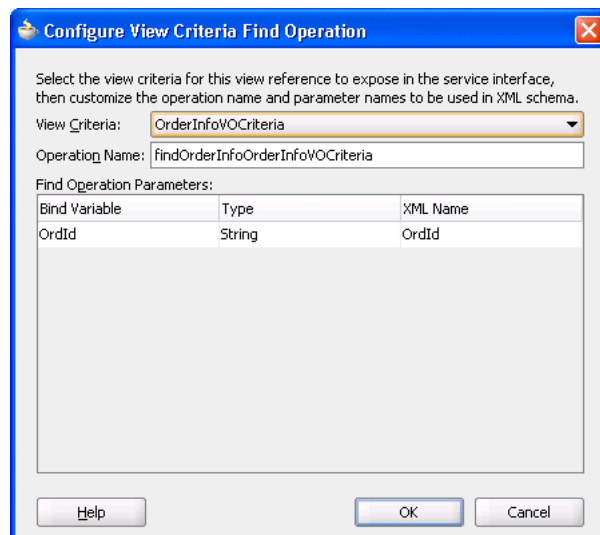 Configure View Criteria Find Operation
Select the view criteria for this view reference to expose in the service interface,
then customize the operation name and parameter names to be used in XML schema.
View Criteria: OrderInfoVOCriteria
Operation Name: findOrderInfoOrderInfoVOCriteria
Find Operation Parameters:
Bind Variable Type XML Name
OrdId String OrdId
Help OK Cancel